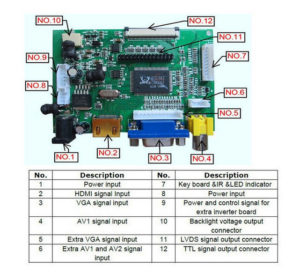 NO.10
NO.12
NO.11
NO.9
NO.7
NO.8
NO.6
NO.5
NO.1
NO.2
NO.3
NO.4
No. Description No. Description
1 Power input 7 Key board &IR &LED indicator
2 HDMI signal input 8 Power input
3 VGA signal input 9 Power and control signal for extra inverter board
4 AV1 signal input 10 Backlight voltage output connector
5 Extra VGA signal input 11 LVDS signal output connector
6 Extra AV1 and AV2 signal input 12 TTL signal output connector